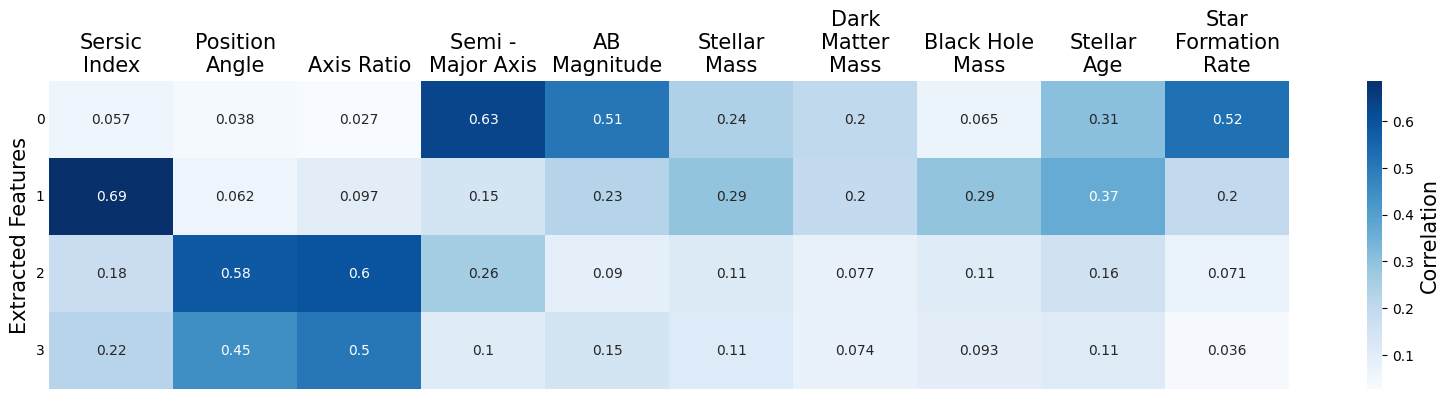 Sersic
Index
Position
Angle
Axis Ratio
Semi -
Major Axis
AB
Magnitude
Stellar
Mass
Dark
Matter
Mass
Black Hole
Mass
Stellar
Age
Star
Formation
Rate
Extracted Features
0 0.057 0.038 0.027 0.63 0.51 0.24 0.2 0.065 0.31 0.52
1 0.69 0.062 0.097 0.15 0.23 0.29 0.2 0.29 0.37 0.2
2 0.18 0.58 0.6 0.26 0.09 0.11 0.077 0.11 0.16 0.071
3 0.22 0.45 0.5 0.1 0.15 0.11 0.074 0.093 0.11 0.036
0.6
0.5
0.4
0.3
0.2
0.1
Correlation